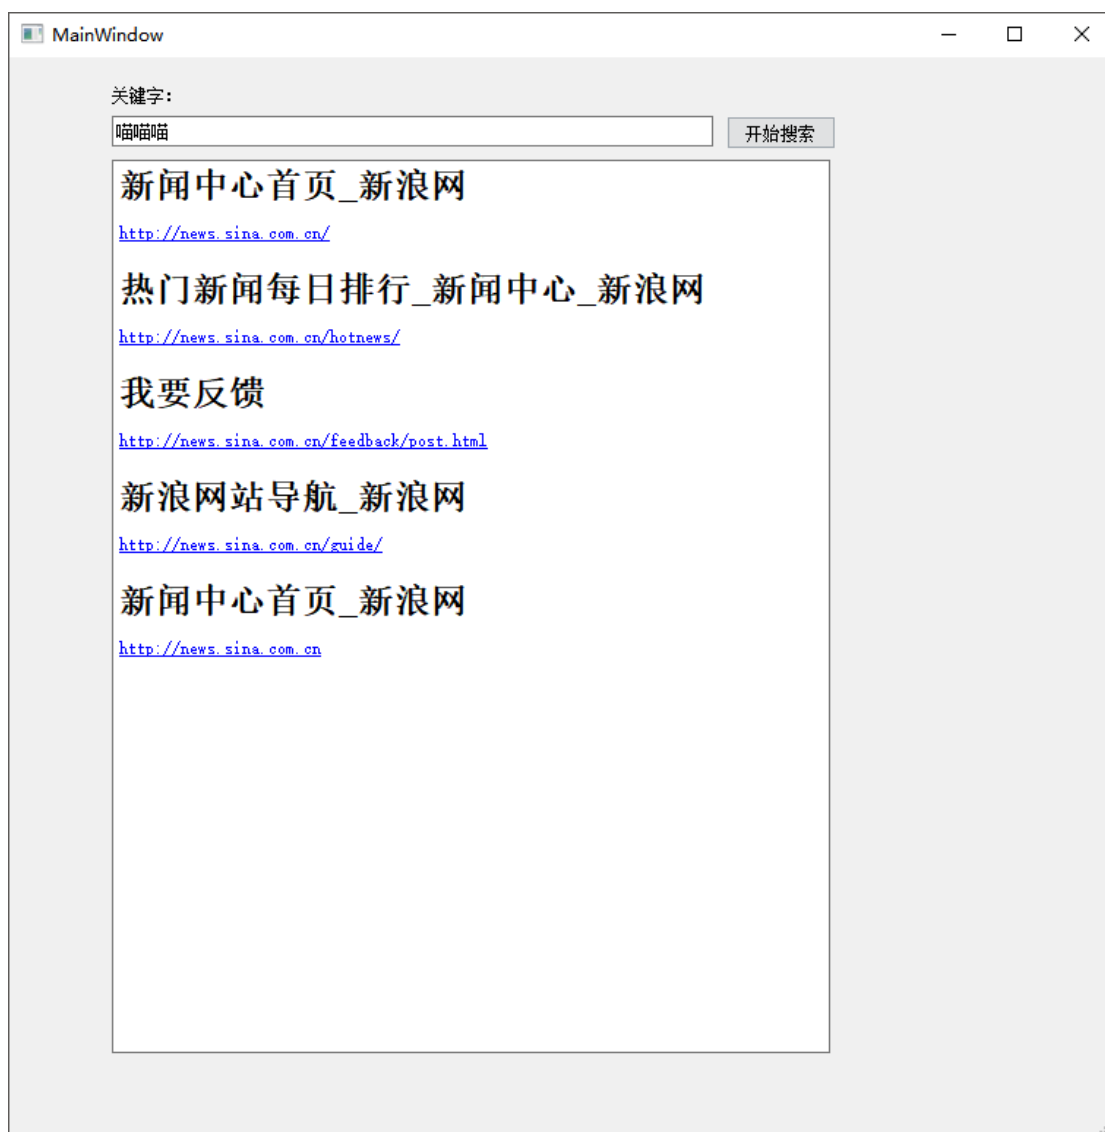 MainWindow
关键字：
喵喵喵
开始搜索
新闻中心首页_新浪网
http://news.sina.com.cn/
热门新闻每日排行_新闻中心_新浪网
http://news.sina.com.cn/hotnews/
我要反馈
http://news.sina.com.cn/feedback/post.html
新浪网站导航_新浪网
http://news.sina.com.cn/guide/
新闻中心首页_新浪网
http://news.sina.com.cn